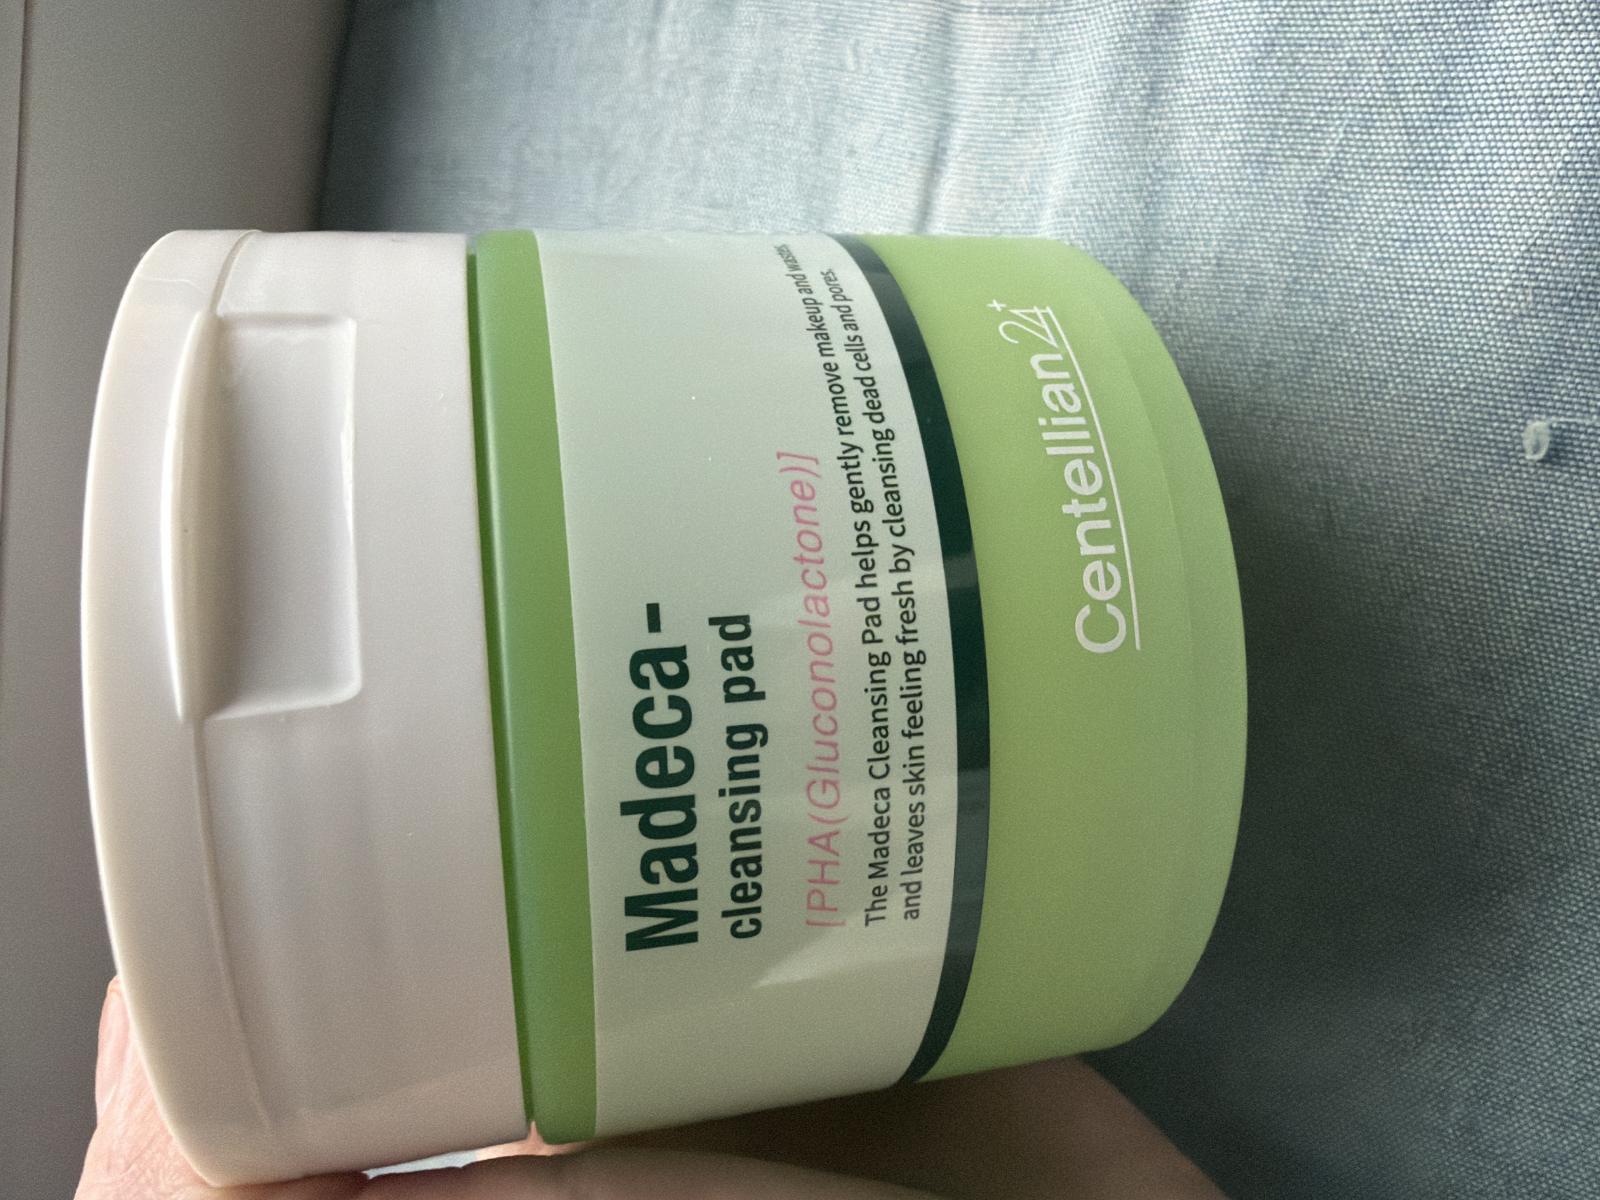 Madeca-
cleansing pad
[PHA(Gluconolactone)]
The Madeca Cleansing Pad helps gently remove makeup and wastes,
and leaves skin feeling fresh by cleansing dead cells and pores.
Centellian24+